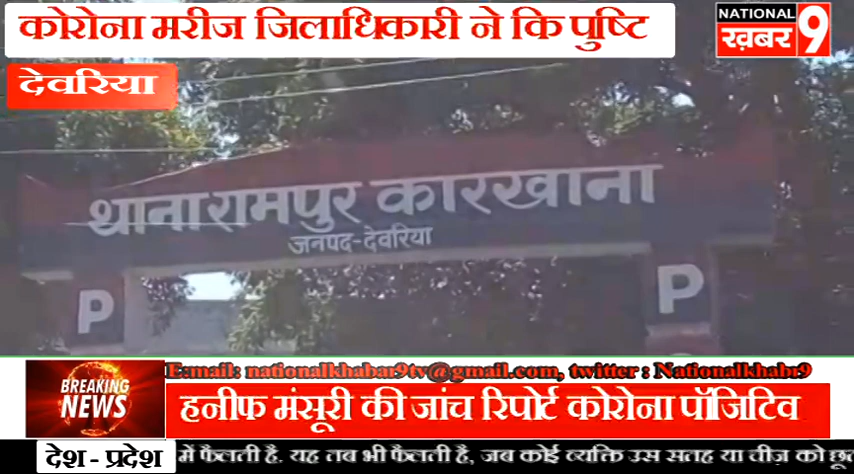 कोरोना मरीज जिलाधिकारी ने कि पुष्टि
NATIONAL
ख़बर 9
देवरिया
थाना रामपुर कारखाना
जनपद-देवरिया
P
P
E:mail: nationalkhabar9tv@gmail.com, twitter : Nationalkhabr9
BREAKING
NEWS
हनीफ मंसूरी की जांच रिपोर्ट कोरोना पॉजिटिव
देश - प्रदेश
में फैलती है. यह तब भी फैलती है, जब कोई व्यक्ति उस सतह या चीज़ को